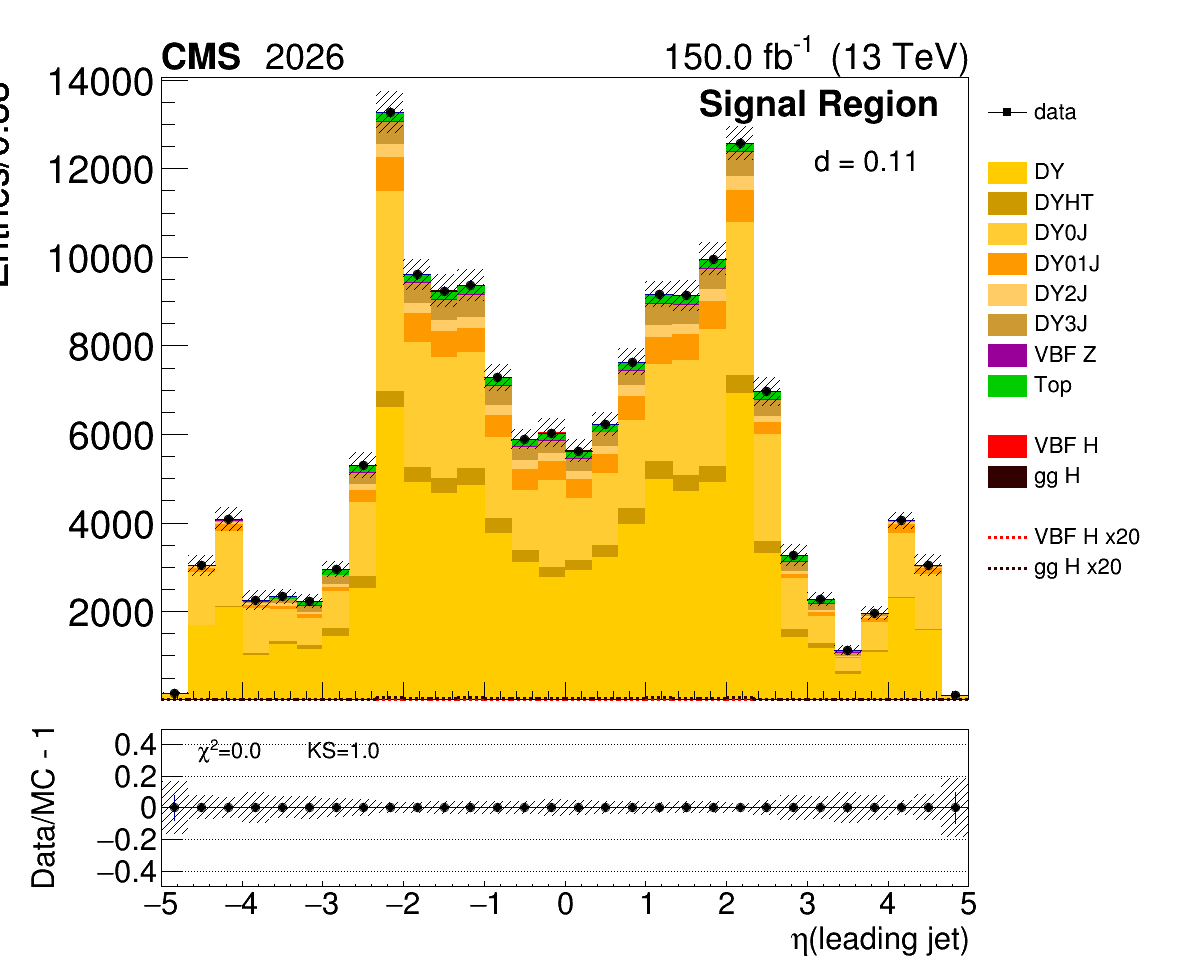 CMS 2026
150.0 fb-1 (13 TeV)
14000
12000
10000
8000
6000
4000
2000
Signal Region
d = 0.11
data
DY
DYHT
DY0J
DY01J
DY2J
DY3J
VBF Z
Top
VBF H
gg H
VBF H x20
gg H x20
Data/MC - 1
χ2=0.0 KS=1.0
0.4
0.2
0
−0.2
−0.4
−5 −4 −3 −2 −1 0 1 2 3 4 5
η(leading jet)